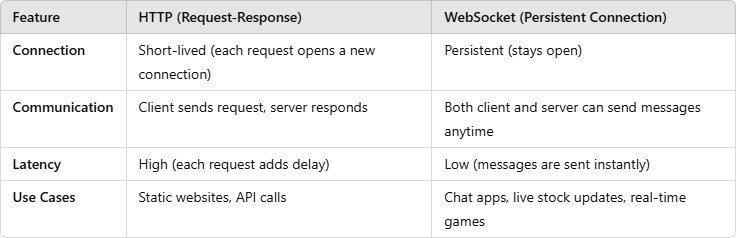 Feature HTTP (Request-Response) WebSocket (Persistent Connection)
Connection Short-lived (each request opens a new Persistent (stays open)
connection)
Communication Client sends request, server responds Both client and server can send messages
anytime
Latency High (each request adds delay) Low (messages are sent instantly)
Use Cases Static websites, API calls Chat apps, live stock updates, real-time
games